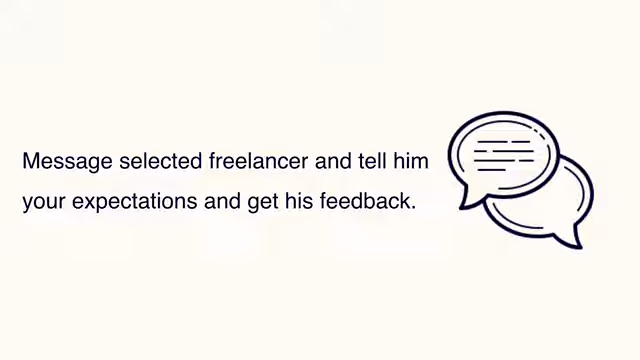 Message selected freelancer and tell him
your expectations and get his feedback.